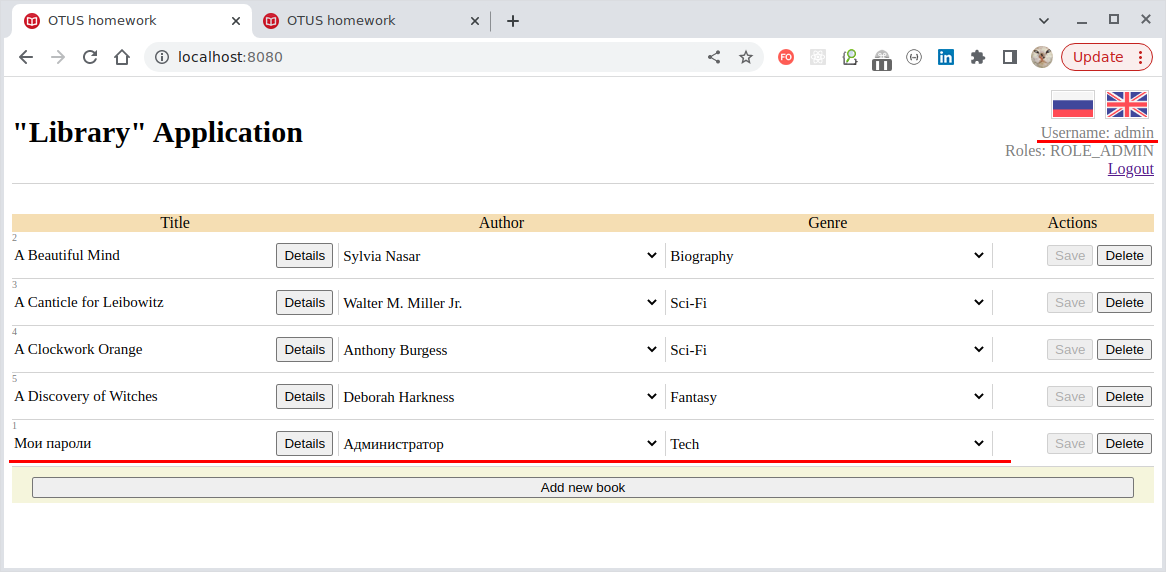 OTUS homework
OTUS homework
localhost:8080
FO
in
Update
"Library" Application
Username: admin
Roles: ROLE_ADMIN
Logout
Title Author Genre Actions
2
A Beautiful Mind Details Sylvia Nasar Biography Save Delete
3
A Canticle for Leibowitz Details Walter M. Miller Jr. Sci-Fi Save Delete
4
A Clockwork Orange Details Anthony Burgess Sci-Fi Save Delete
5
A Discovery of Witches Details Deborah Harkness Fantasy Save Delete
1
Мои пароли Details Администратор Tech Save Delete
Add new book